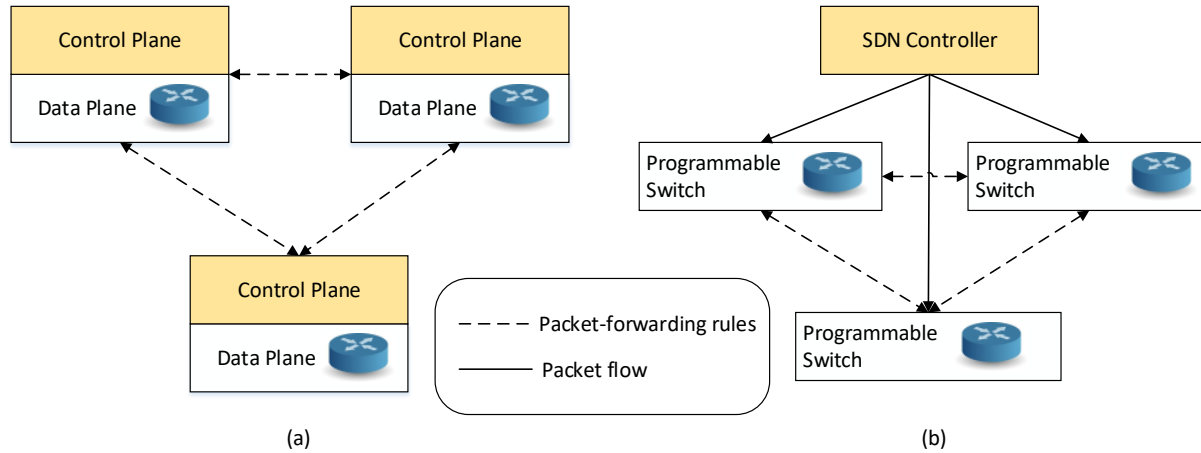 Control Plane
Data Plane
Control Plane
Data Plane
Control Plane
Data Plane
Packet-forwarding rules
Packet flow
(a)
SDN Controller
Programmable
Switch
Programmable
Switch
Programmable
Switch
(b)